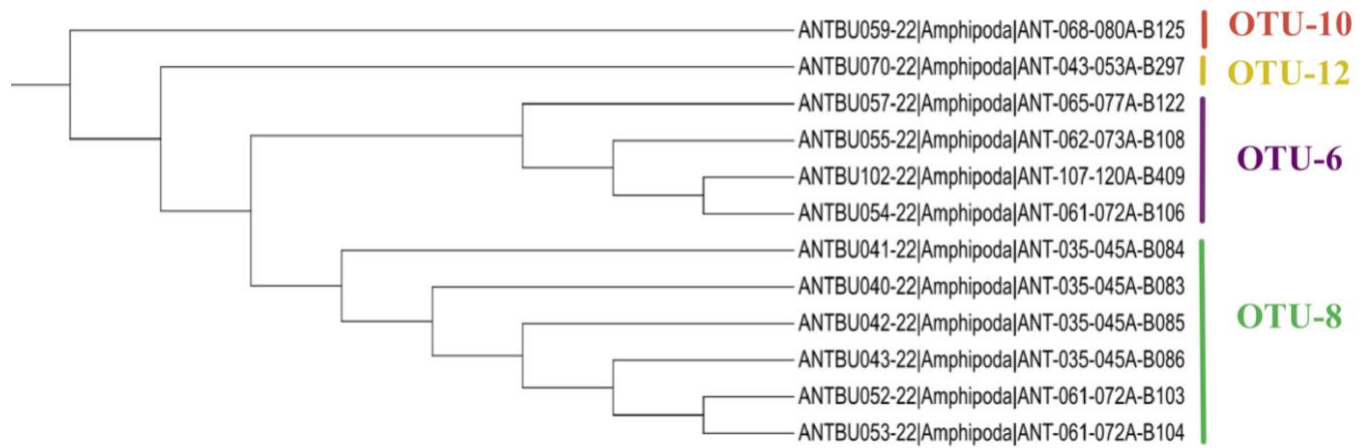 ANTBU059-22|Amphipoda|ANT-068-080A-B125 OTU-10
ANTBU070-22|Amphipoda|ANT-043-053A-B297 OTU-12
ANTBU057-22|Amphipoda|ANT-065-077A-B122
ANTBU055-22|Amphipoda|ANT-062-073A-B108
OTU-6
ANTBU102-22|Amphipoda|ANT-107-120A-B409
ANTBU054-22|Amphipoda|ANT-061-072A-B106
ANTBU041-22|Amphipoda|ANT-035-045A-B084
ANTBU040-22|Amphipoda|ANT-035-045A-B083
ANTBU042-22|Amphipoda|ANT-035-045A-B085 OTU-8
ANTBU043-22|Amphipoda|ANT-035-045A-B086
ANTBU052-22|Amphipoda|ANT-061-072A-B103
ANTBU053-22|Amphipoda|ANT-061-072A-B104